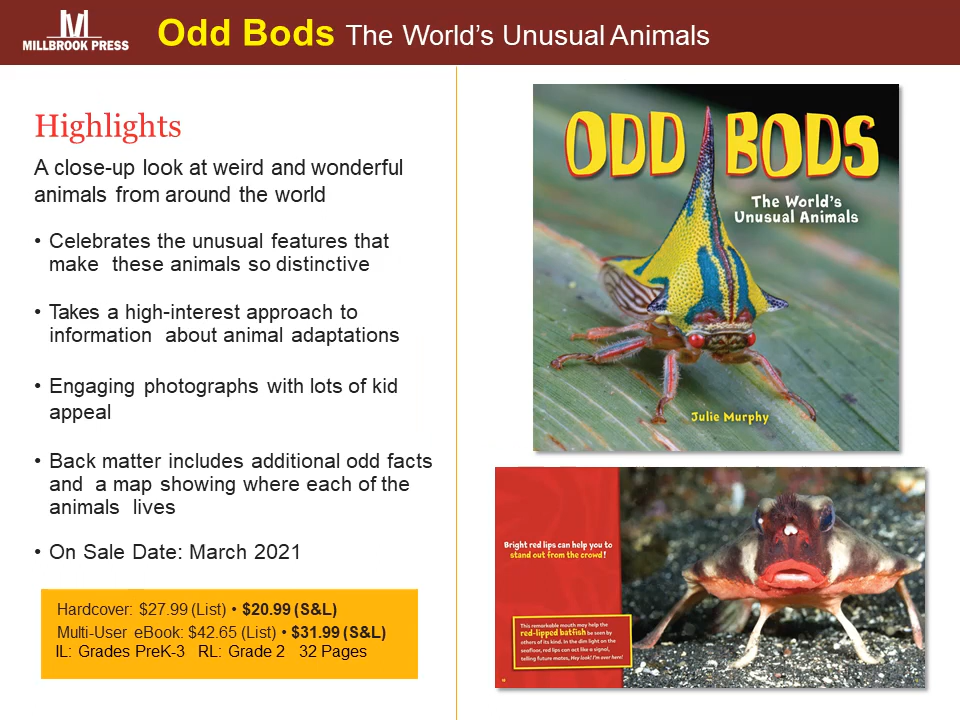 MILLBROOK PRESS
Odd Bods The World's Unusual Animals
Highlights
A close-up look at weird and wonderful
animals from around the world
• Celebrates the unusual features that
make these animals so distinctive
• Takes a high-interest approach to
information about animal adaptations
• Engaging photographs with lots of kid
appeal
• Back matter includes additional odd facts
and a map showing where each of the
animals lives
• On Sale Date: March 2021
Hardcover: $27.99 (List) • $20.99 (S&L)
Multi-User eBook: $42.65 (List) • $31.99 (S&L)
IL: Grades PreK-3 RL: Grade 2 32 Pages
ODD BODS
The World's
Unusual Animals
Julie Murphy
Bright red lips can help you to
stand out from the crowd!
This remarkable mouth may help the
red-lipped batfish be seen by
others of its kind. In the dim light on the
seafloor, red lips can act like a signal,
telling future mates, Hey look! I'm over here!